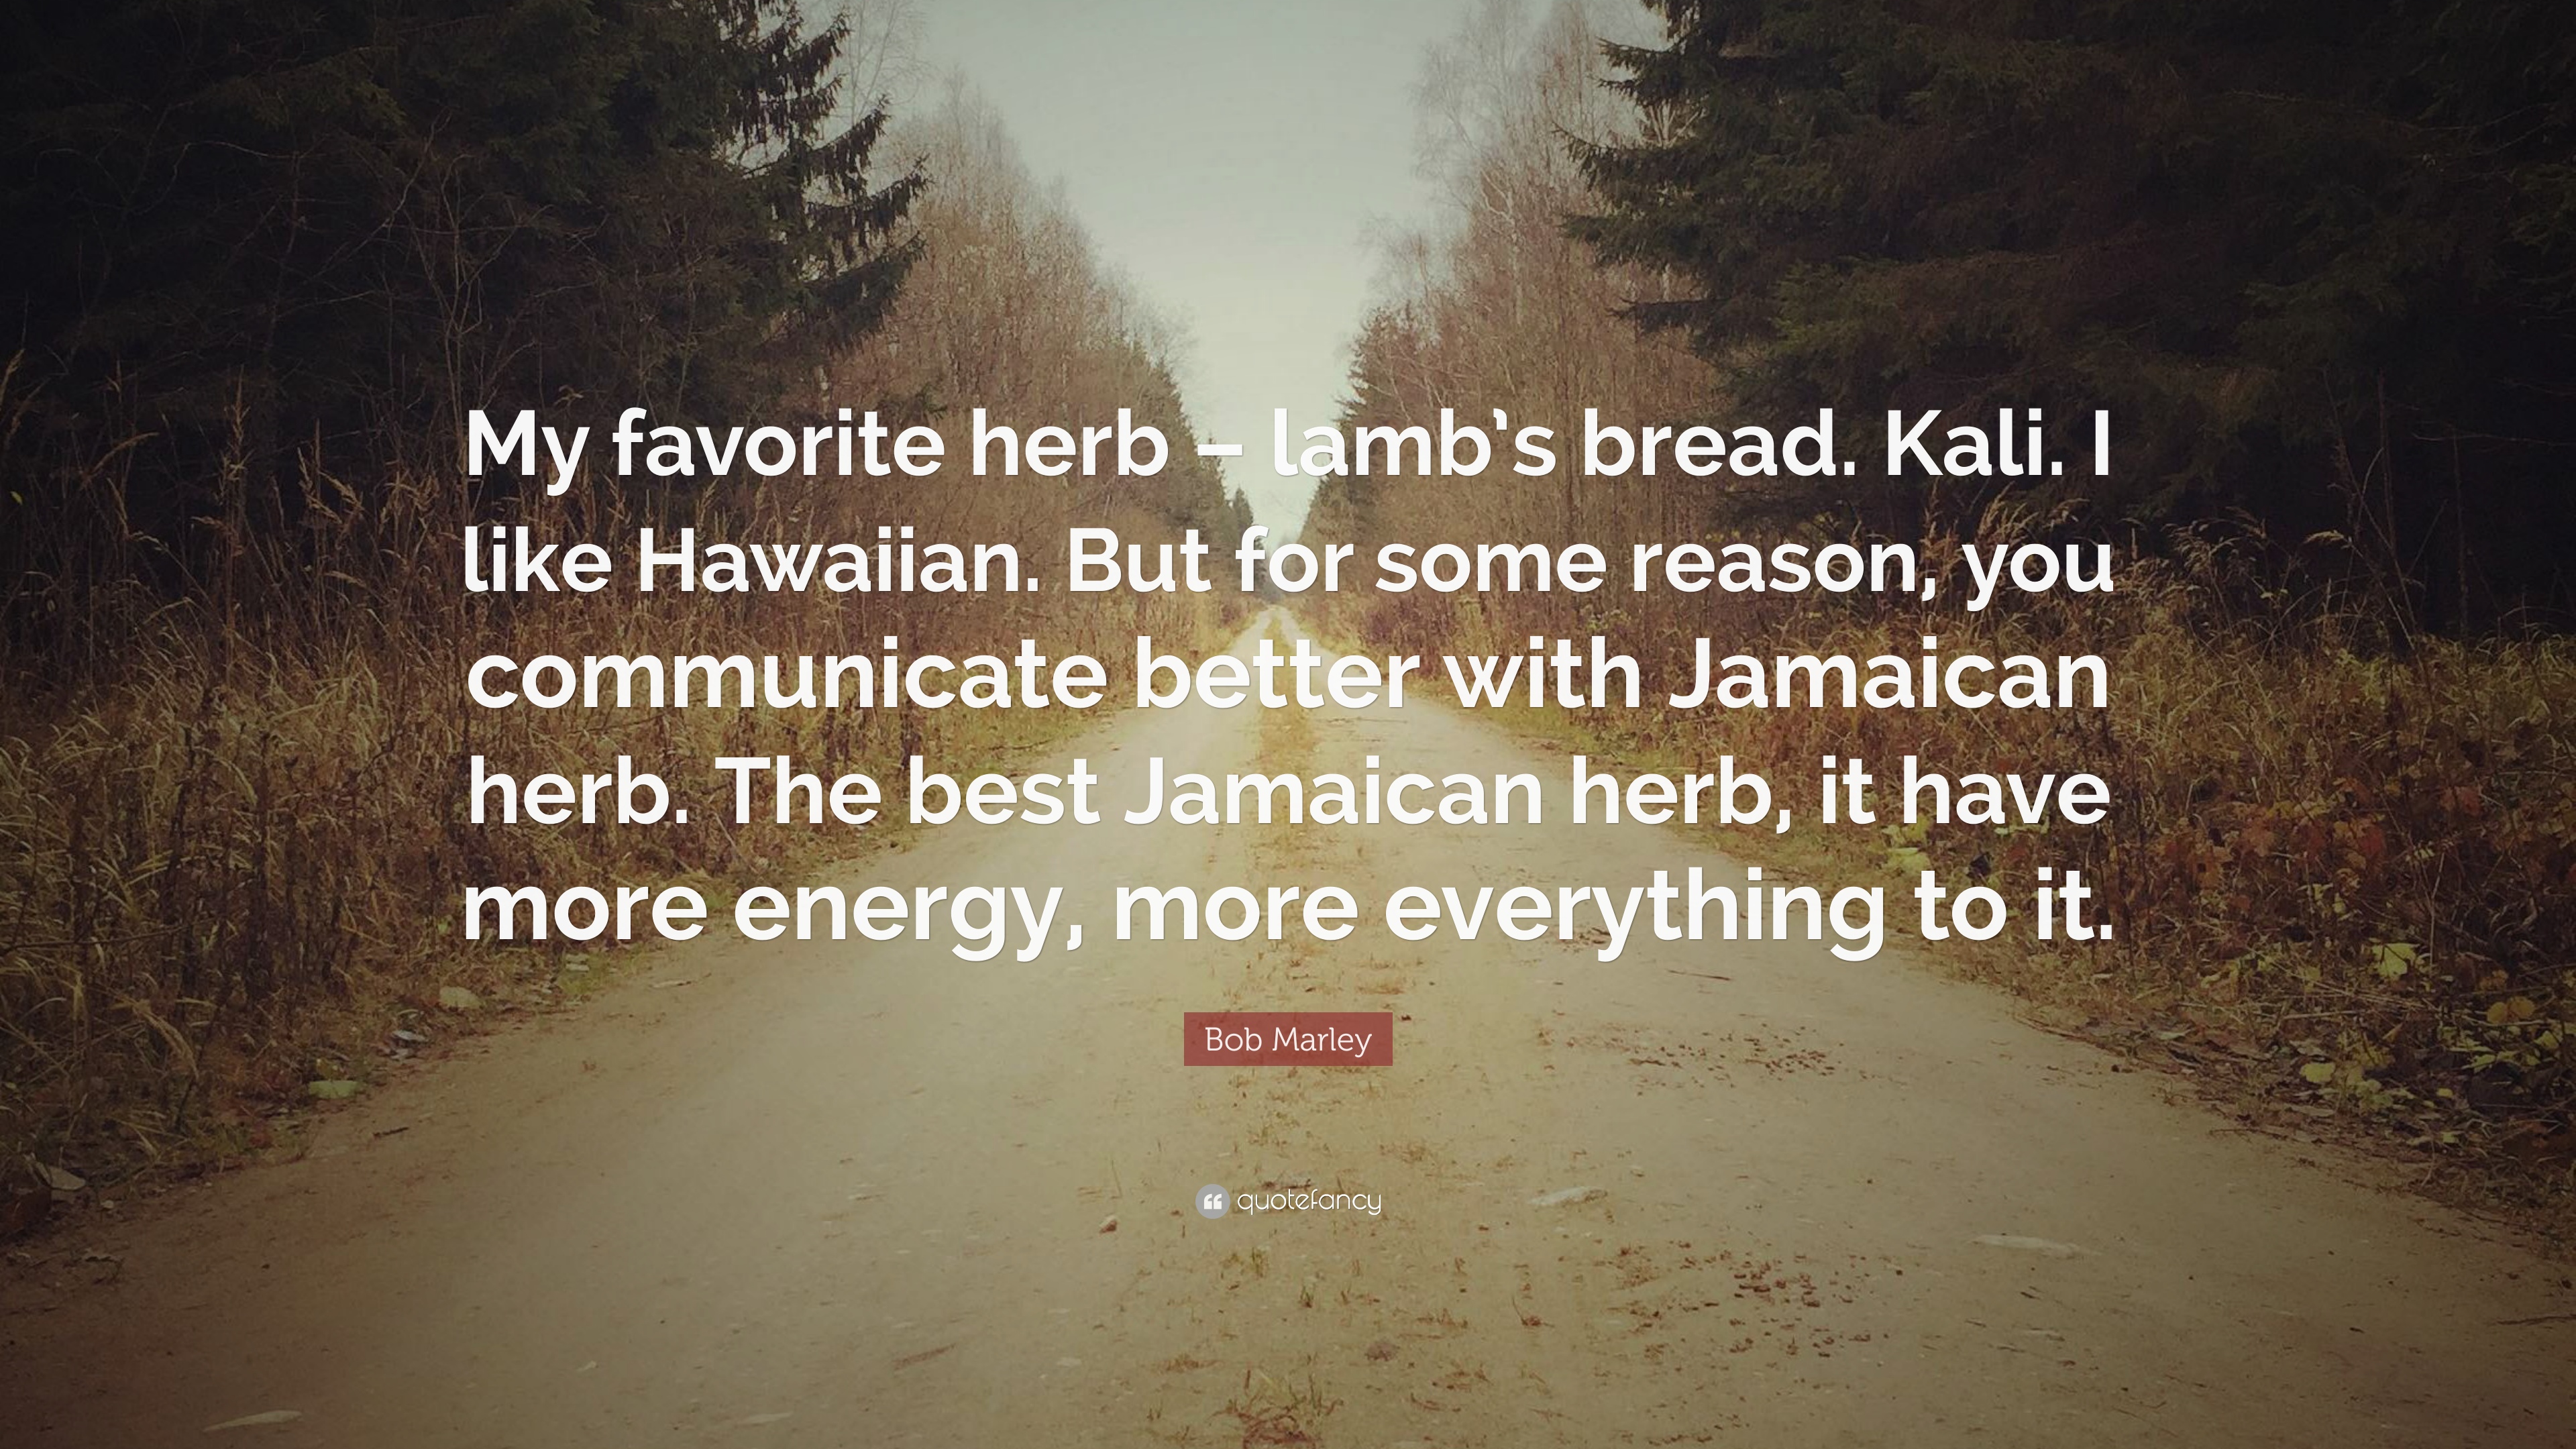 My favorite herb – lamb’s bread. Kali. I
like Hawaiian. But for some reason, you
communicate better with Jamaican
herb. The best Jamaican herb, it have
more energy, more everything to it.
Bob Marley
quotefancy